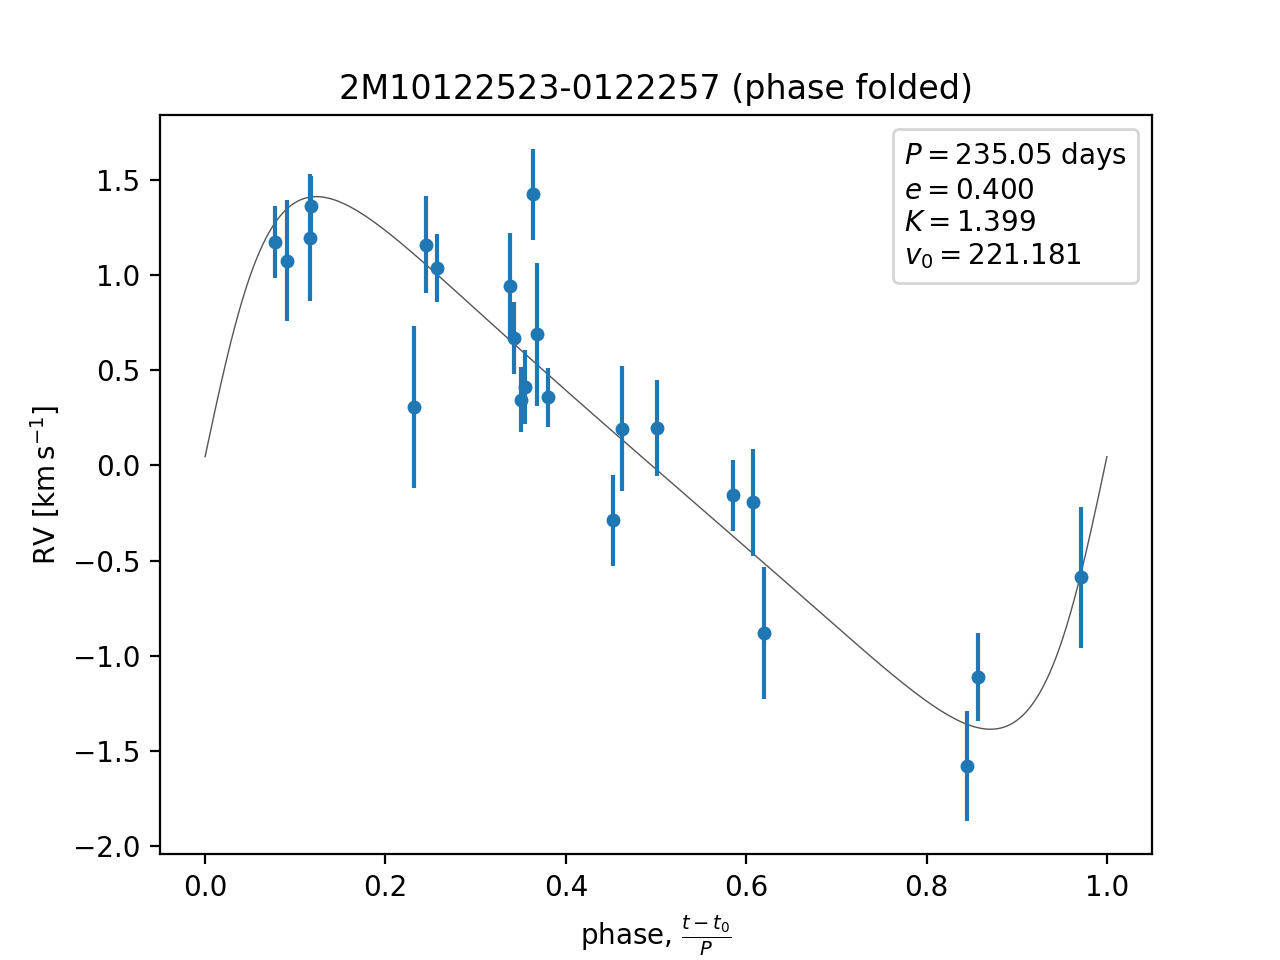 2M10122523-0122257 (phase folded)
P = 235.05 days
e = 0.400
K = 1.399
v₀ = 221.181
RV [km s⁻¹]
1.5
1.0
0.5
0.0
−0.5
−1.0
−1.5
−2.0
0.0 0.2 0.4 0.6 0.8 1.0
phase, (t − t₀)/P